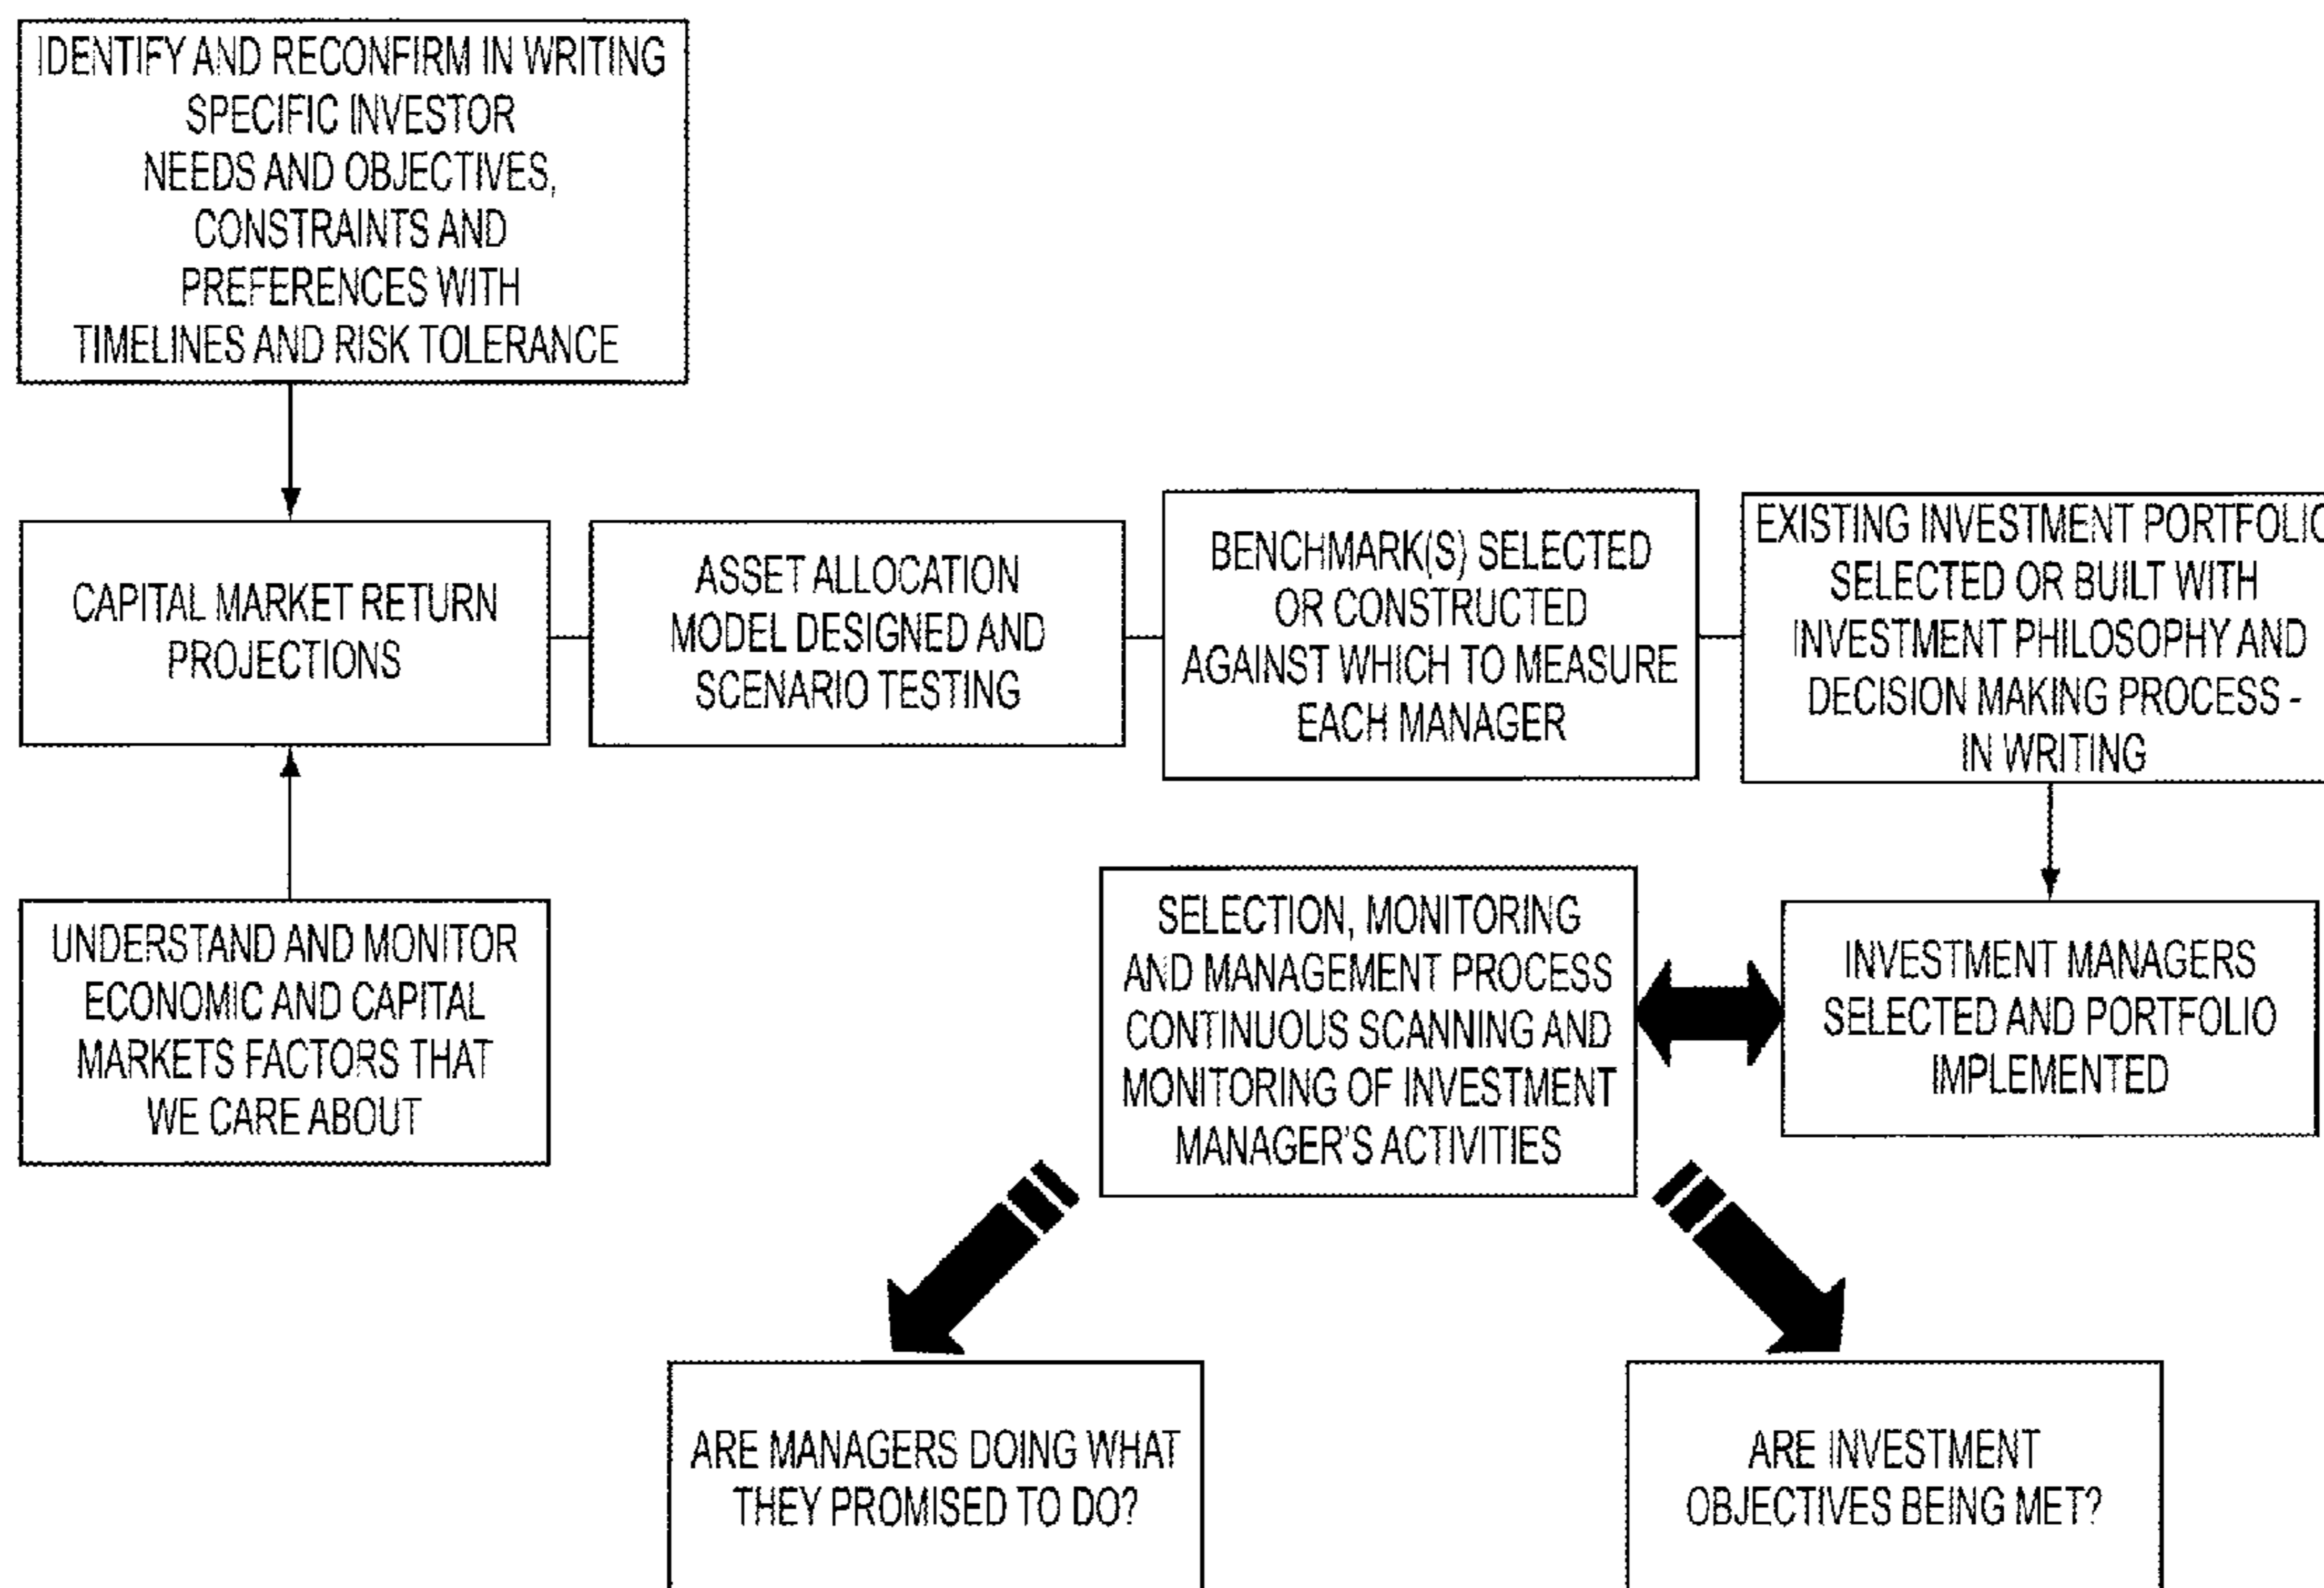 IDENTIFY AND RECONFIRM IN WRITING
SPECIFIC INVESTOR
NEEDS AND OBJECTIVES,
CONSTRAINTS AND
PREFERENCES WITH
TIMELINES AND RISK TOLERANCE
CAPITAL MARKET RETURN
PROJECTIONS
ASSET ALLOCATION
MODEL DESIGNED AND
SCENARIO TESTING
BENCHMARK(S) SELECTED
OR CONSTRUCTED
AGAINST WHICH TO MEASURE
EACH MANAGER
EXISTING INVESTMENT PORTFOLIO
SELECTED OR BUILT WITH
INVESTMENT PHILOSOPHY AND
DECISION MAKING PROCESS -
IN WRITING
UNDERSTAND AND MONITOR
ECONOMIC AND CAPITAL
MARKETS FACTORS THAT
WE CARE ABOUT
SELECTION, MONITORING
AND MANAGEMENT PROCESS
CONTINUOUS SCANNING AND
MONITORING OF INVESTMENT
MANAGER'S ACTIVITIES
INVESTMENT MANAGERS
SELECTED AND PORTFOLIO
IMPLEMENTED
ARE MANAGERS DOING WHAT
THEY PROMISED TO DO?
ARE INVESTMENT
OBJECTIVES BEING MET?